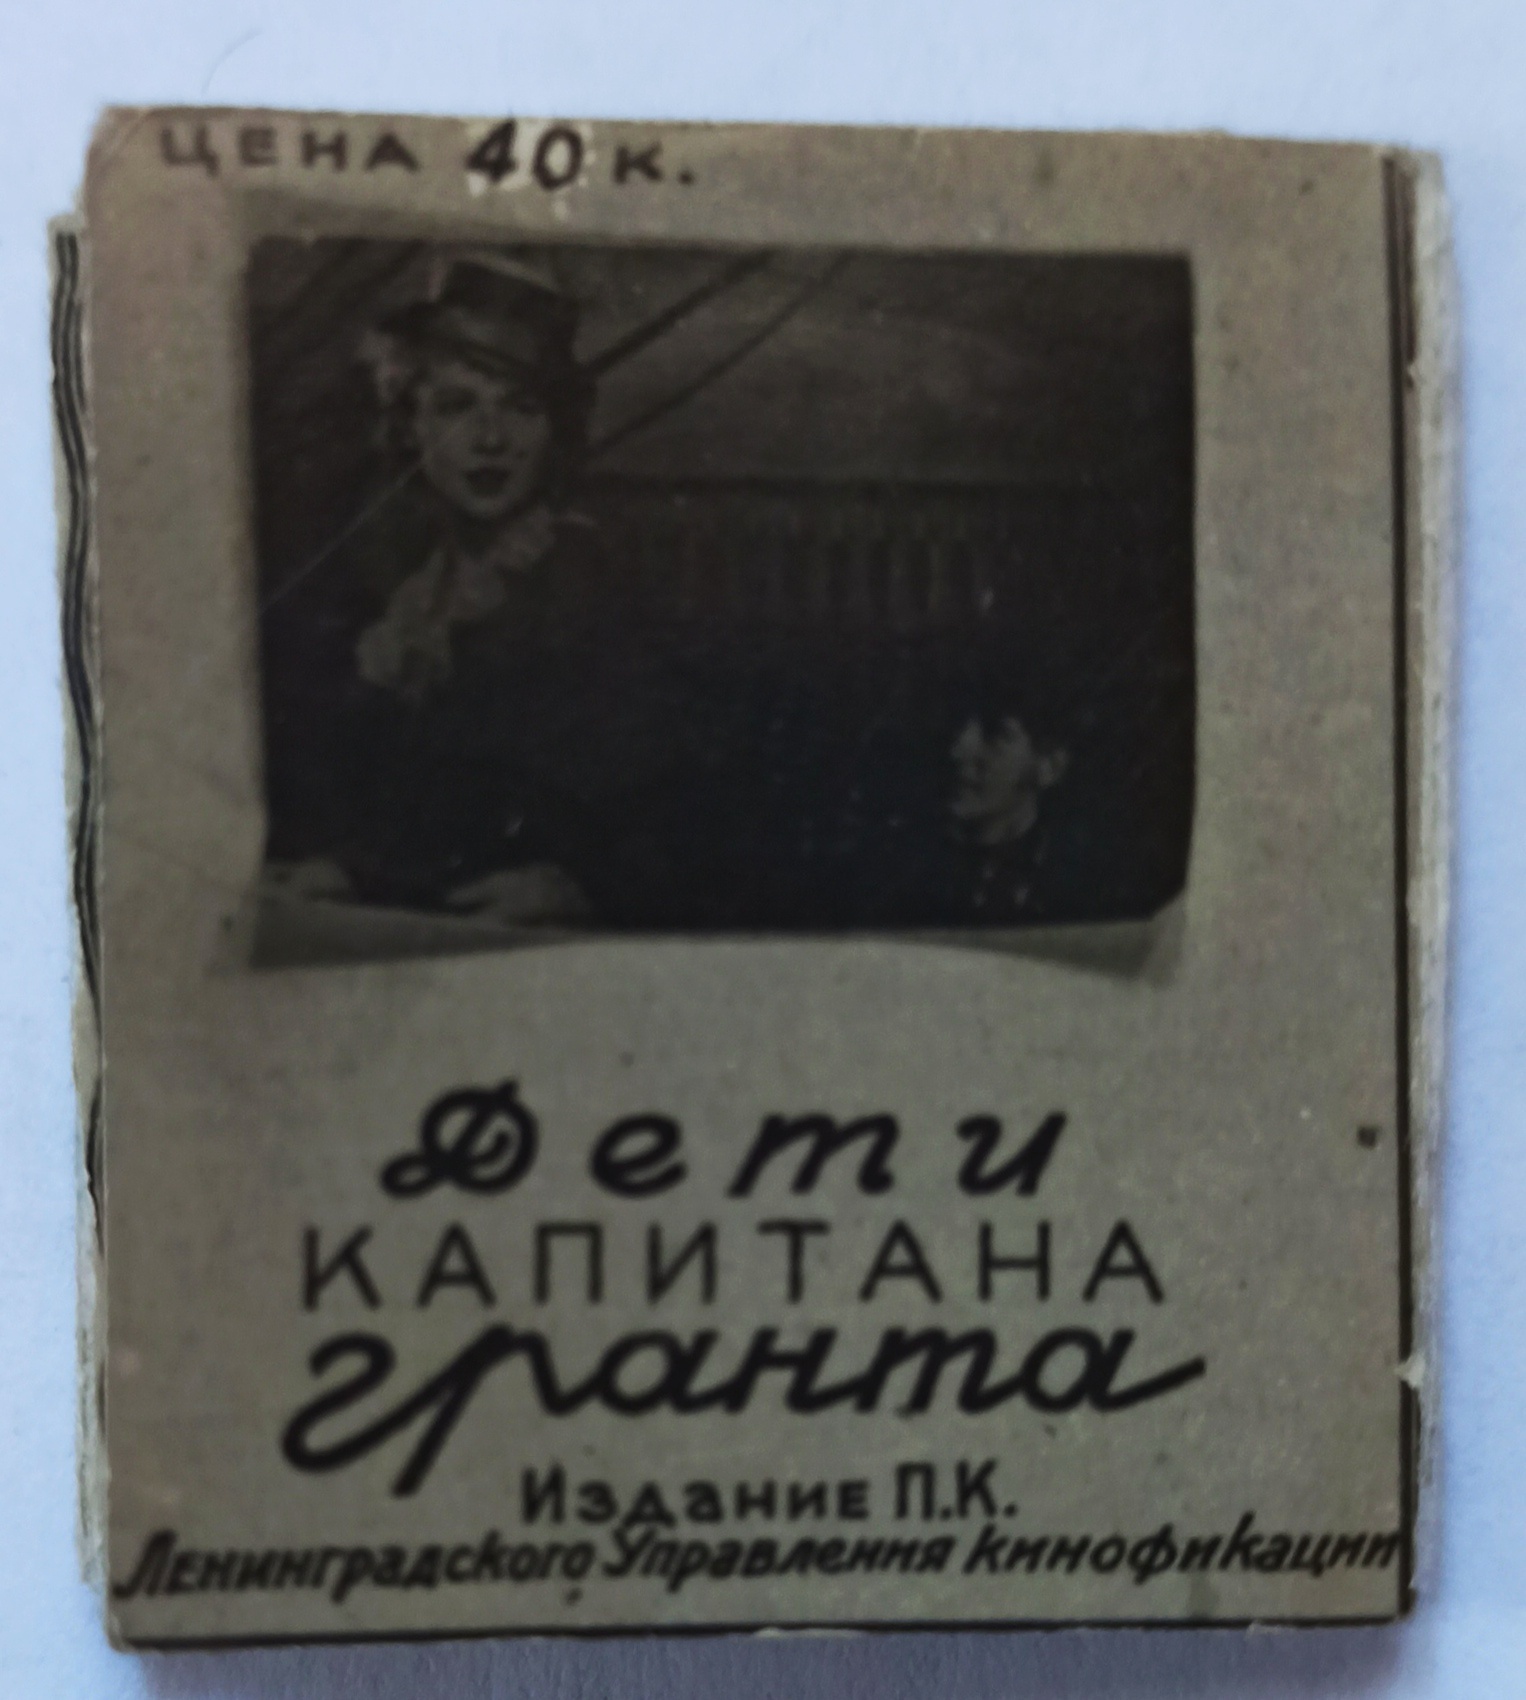 ЦЕНА 40 К.
Дети
КАПИТАНА
Гранта
Издание П.К.
Ленинградского Управления кинофикации